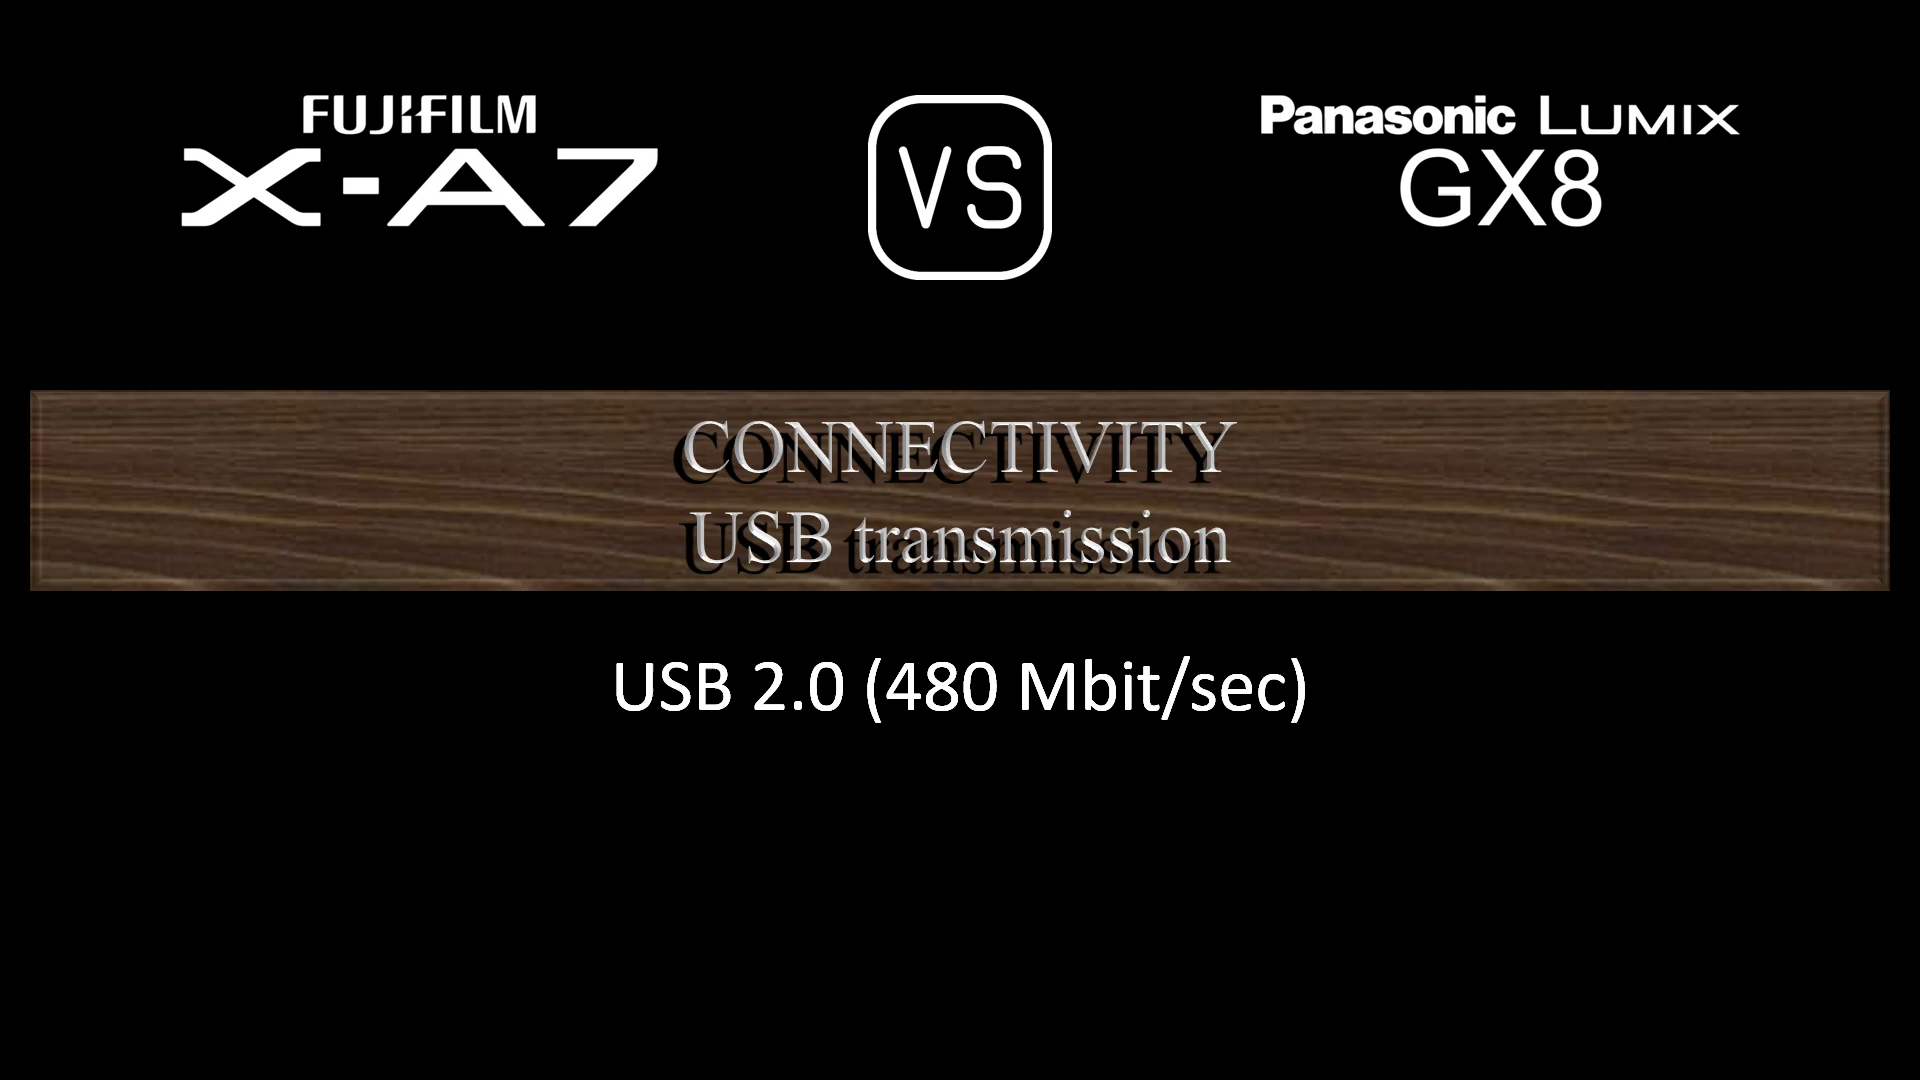 FUJIFILM
X-A7
VS
Panasonic LUMIX
GX8
CONNECTIVITY
USB transmission
USB 2.0 (480 Mbit/sec)